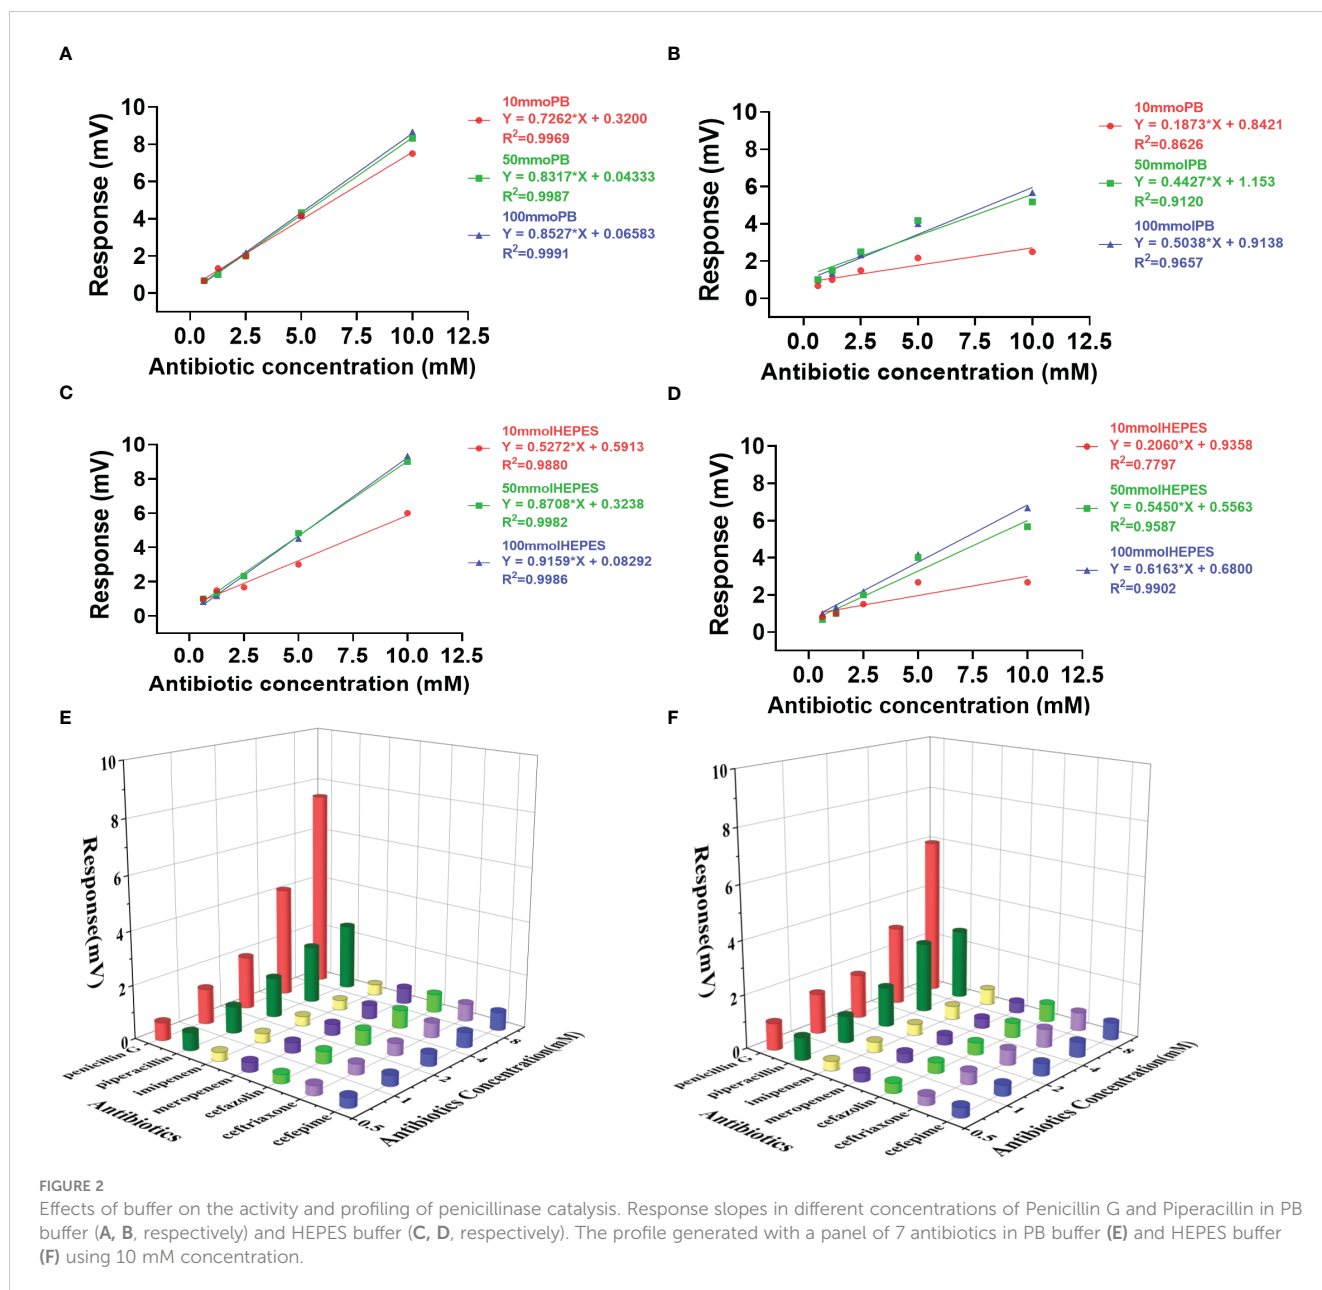 A
Response (mV)
10
8
6
4
2
0
0.0 2.5 5.0 7.5 10.0 12.5
Antibiotic concentration (mM)
10mmoPB
Y = 0.7262*X + 0.3200
R2=0.9969
50mmoPB
Y = 0.8317*X + 0.04333
R2=0.9987
100mmoPB
Y = 0.8527*X + 0.06583
R2=0.9991
B
Response (mV)
10
8
6
4
2
0
0.0 2.5 5.0 7.5 10.0 12.5
Antibiotic concentration (mM)
10mmoPB
Y = 0.1873*X + 0.8421
R2=0.8626
50mmolPB
Y = 0.4427*X + 1.153
R2=0.9120
100mmolPB
Y = 0.5038*X + 0.9138
R2=0.9657
C
Response (mV)
10
8
6
4
2
0
0.0 2.5 5.0 7.5 10.0 12.5
Antibiotic concentration (mM)
10mmolHEPES
Y = 0.5272*X + 0.5913
R2=0.9880
50mmolHEPES
Y = 0.8708*X + 0.3238
R2=0.9982
100mmolHEPES
Y = 0.9159*X + 0.08292
R2=0.9986
D
Response (mV)
10
8
6
4
2
0
0.0 2.5 5.0 7.5 10.0 12.5
Antibiotic concentration (mM)
10mmolHEPES
Y = 0.2060*X + 0.9358
R2=0.7797
50mmolHEPES
Y = 0.5450*X + 0.5563
R2=0.9587
100mmolHEPES
Y = 0.6163*X + 0.6800
R2=0.9902
E
Response(mV)
10
8
6
4
2
0
penicillin G
piperacillin
imipenem
meropenem
cefazolin
ceftriaxone
cefepime
Antibiotics
0.5
1
2
4
8
Antibiotics Concentration(mM)
F
Response(mV)
10
8
6
4
2
0
penicillin G
piperacillin
imipenem
meropenem
cefazolin
ceftriaxone
cefepime
Antibiotics
0.5
1
2
4
8
Antibiotics Concentration(mM)
FIGURE 2
Effects of buffer on the activity and profiling of penicillinase catalysis. Response slopes in different concentrations of Penicillin G and Piperacillin in PB
buffer (A, B, respectively) and HEPES buffer (C, D, respectively). The profile generated with a panel of 7 antibiotics in PB buffer (E) and HEPES buffer
(F) using 10 mM concentration.